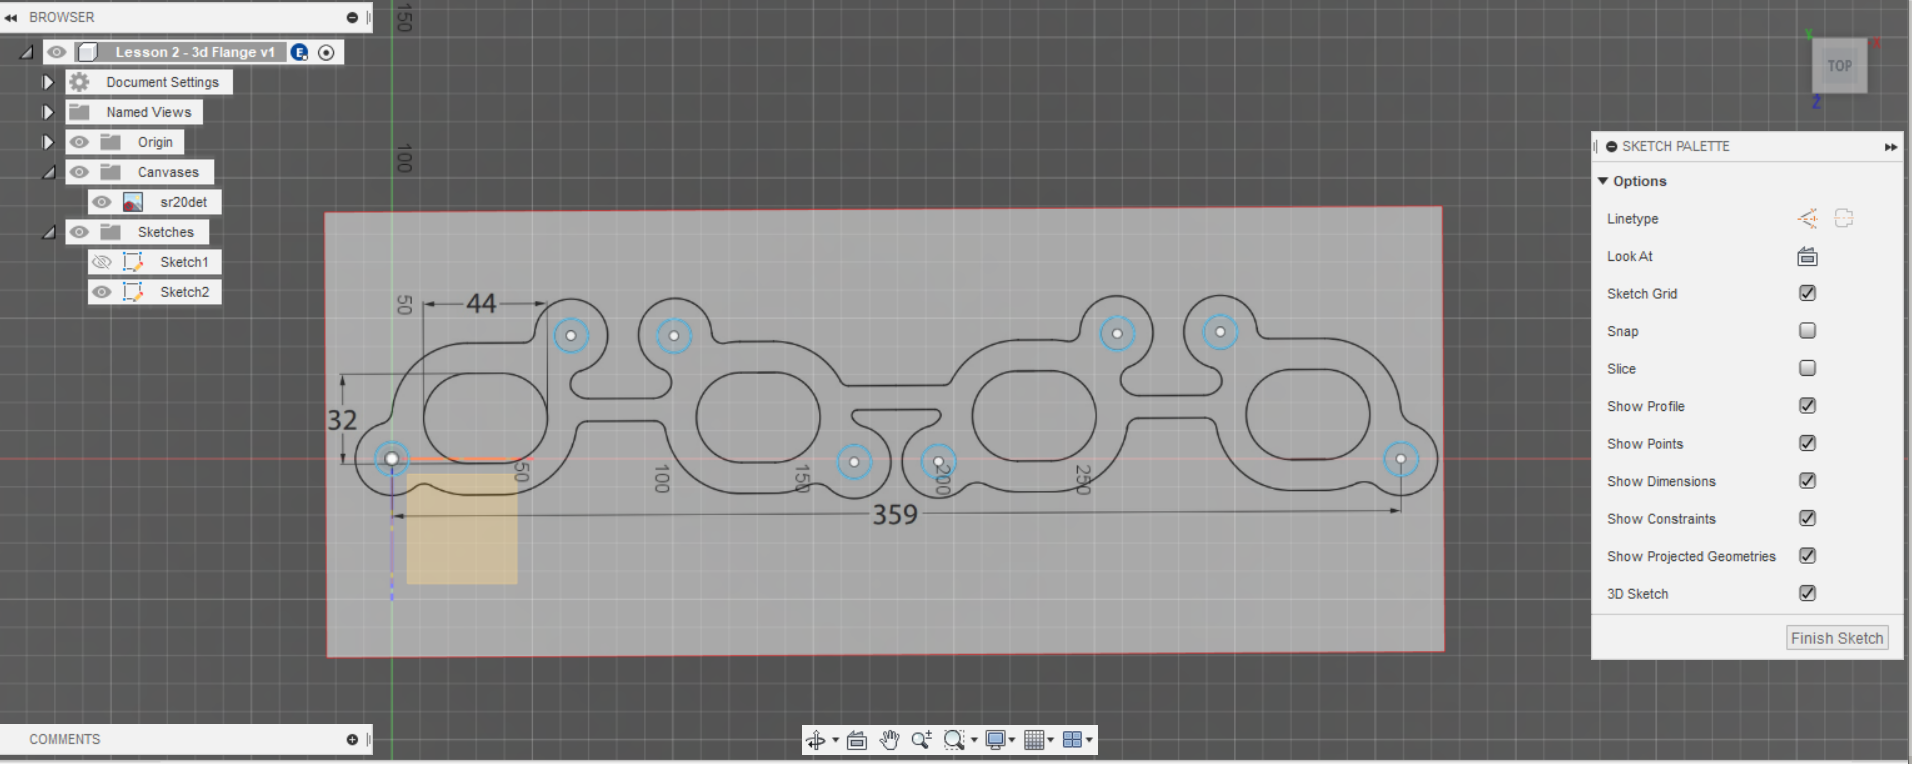 BROWSER
Lesson 2 - 3d Flange v1
E
Document Settings
Named Views
Origin
Canvases
sr20det
Sketches
Sketch1
Sketch2
150
100
50
44
32
50
100
150
200
250
359
Y
X
TOP
Z
SKETCH PALETTE
Options
Linetype
Look At
Sketch Grid
Snap
Slice
Show Profile
Show Points
Show Dimensions
Show Constraints
Show Projected Geometries
3D Sketch
Finish Sketch
COMMENTS